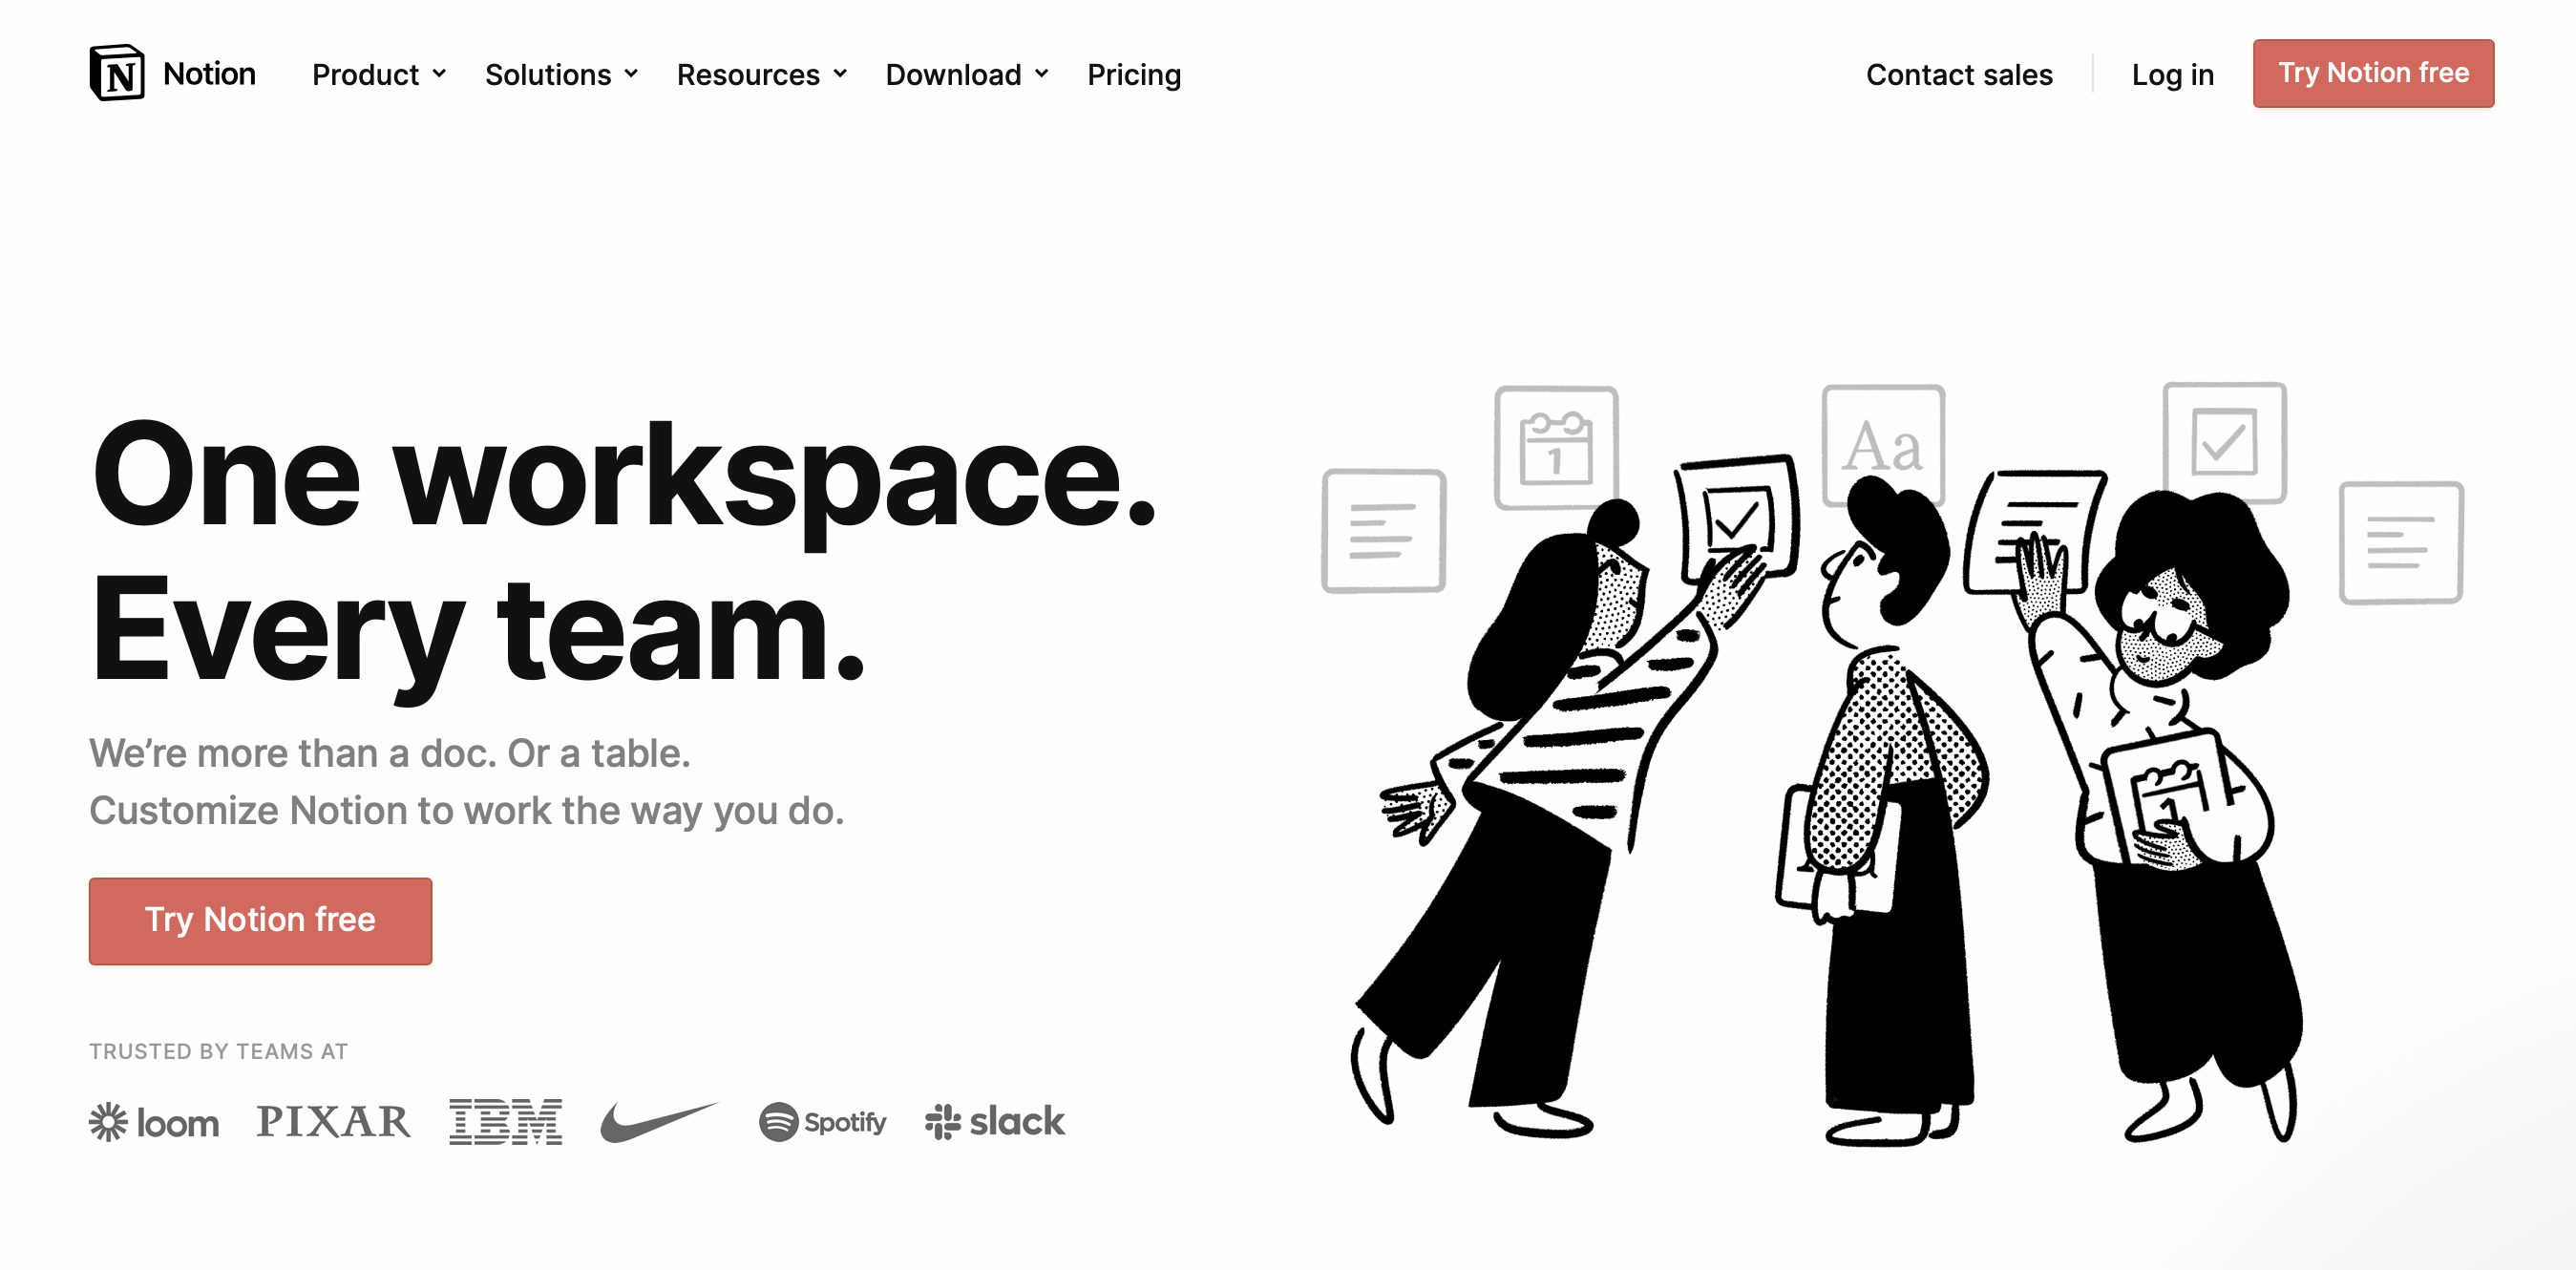 Notion Product Solutions Resources Download Pricing Contact sales Log in Try Notion free
One workspace.
Every team.
We’re more than a doc. Or a table.
Customize Notion to work the way you do.
Try Notion free
TRUSTED BY TEAMS AT
loom PIXAR IBM Spotify slack
1
Aa
1